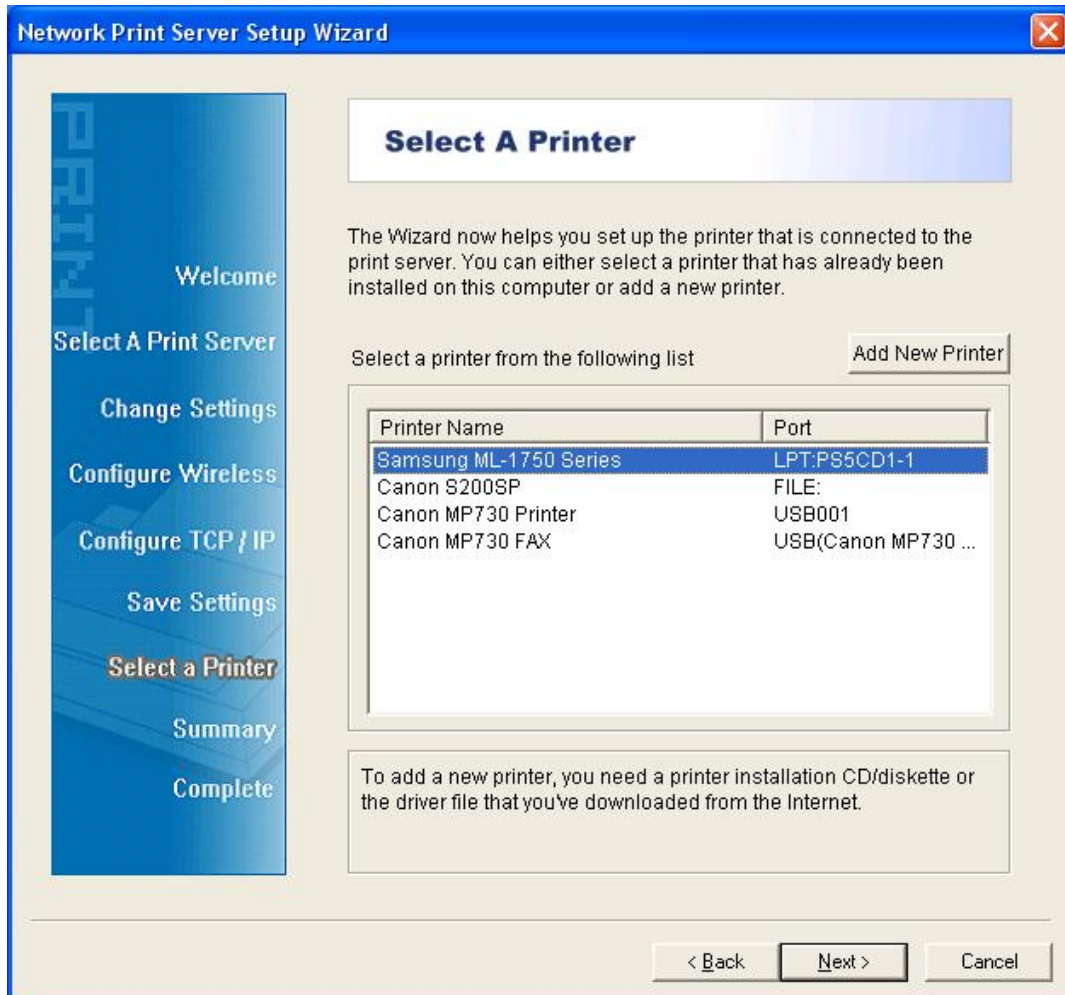 Network Print Server Setup Wizard
PRINT
Welcome
Select A Print Server
Change Settings
Configure Wireless
Configure TCP / IP
Save Settings
Select a Printer
Summary
Complete
Select A Printer
The Wizard now helps you set up the printer that is connected to the
print server. You can either select a printer that has already been
installed on this computer or add a new printer.
Select a printer from the following list
Add New Printer
Printer Name Port
Samsung ML-1750 Series LPT:PS5CD1-1
Canon S200SP FILE:
Canon MP730 Printer USB001
Canon MP730 FAX USB(Canon MP730 ...
To add a new printer, you need a printer installation CD/diskette or
the driver file that you've downloaded from the Internet.
< Back Next > Cancel